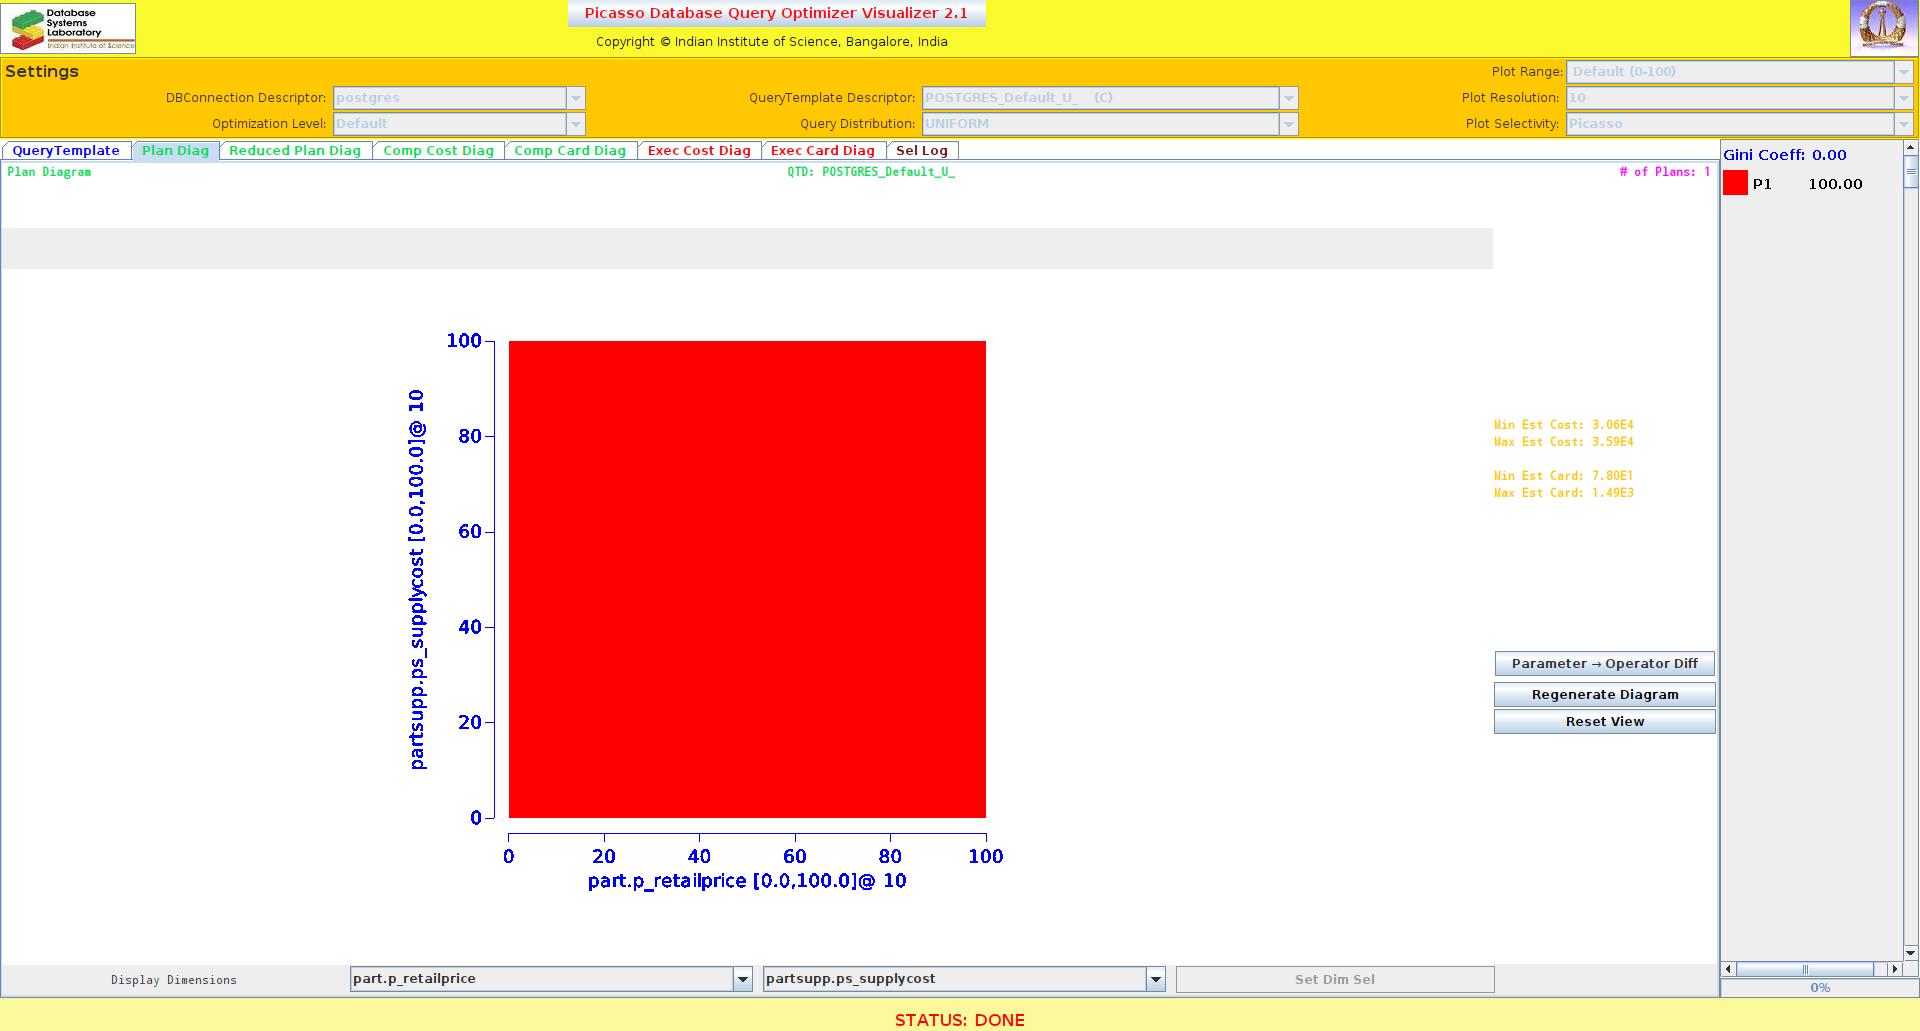 Database
Systems
Laboratory
Indian Institute of Science
Picasso Database Query Optimizer Visualizer 2.1
Copyright © Indian Institute of Science, Bangalore, India
Settings
Plot Range: Default (0-100)
DBConnection Descriptor: postgres
QueryTemplate Descriptor: POSTGRES_Default_U_ (C)
Plot Resolution: 10
Optimization Level: Default
Query Distribution: UNIFORM
Plot Selectivity: Picasso
QueryTemplate
Plan Diag
Reduced Plan Diag
Comp Cost Diag
Comp Card Diag
Exec Cost Diag
Exec Card Diag
Sel Log
Plan Diagram
QTD: POSTGRES_Default_U_
# of Plans: 1
Gini Coeff: 0.00
P1 100.00
100
80
60
40
20
0
partsupp.ps_supplycost [0.0,100.0]@ 10
0 20 40 60 80 100
part.p_retailprice [0.0,100.0]@ 10
Min Est Cost: 3.06E4
Max Est Cost: 3.59E4
Min Est Card: 7.80E1
Max Est Card: 1.49E3
Parameter → Operator Diff
Regenerate Diagram
Reset View
Display Dimensions
part.p_retailprice
partsupp.ps_supplycost
Set Dim Sel
0%
STATUS: DONE